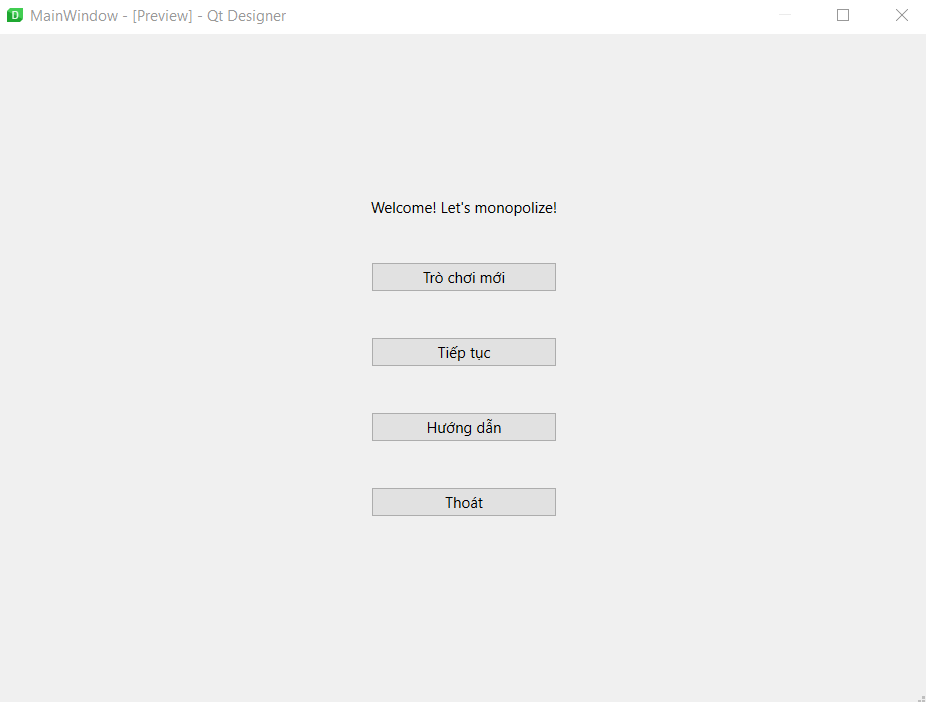 MainWindow - [Preview] - Qt Designer
Welcome! Let's monopolize!
Trò chơi mới
Tiếp tục
Hướng dẫn
Thoát